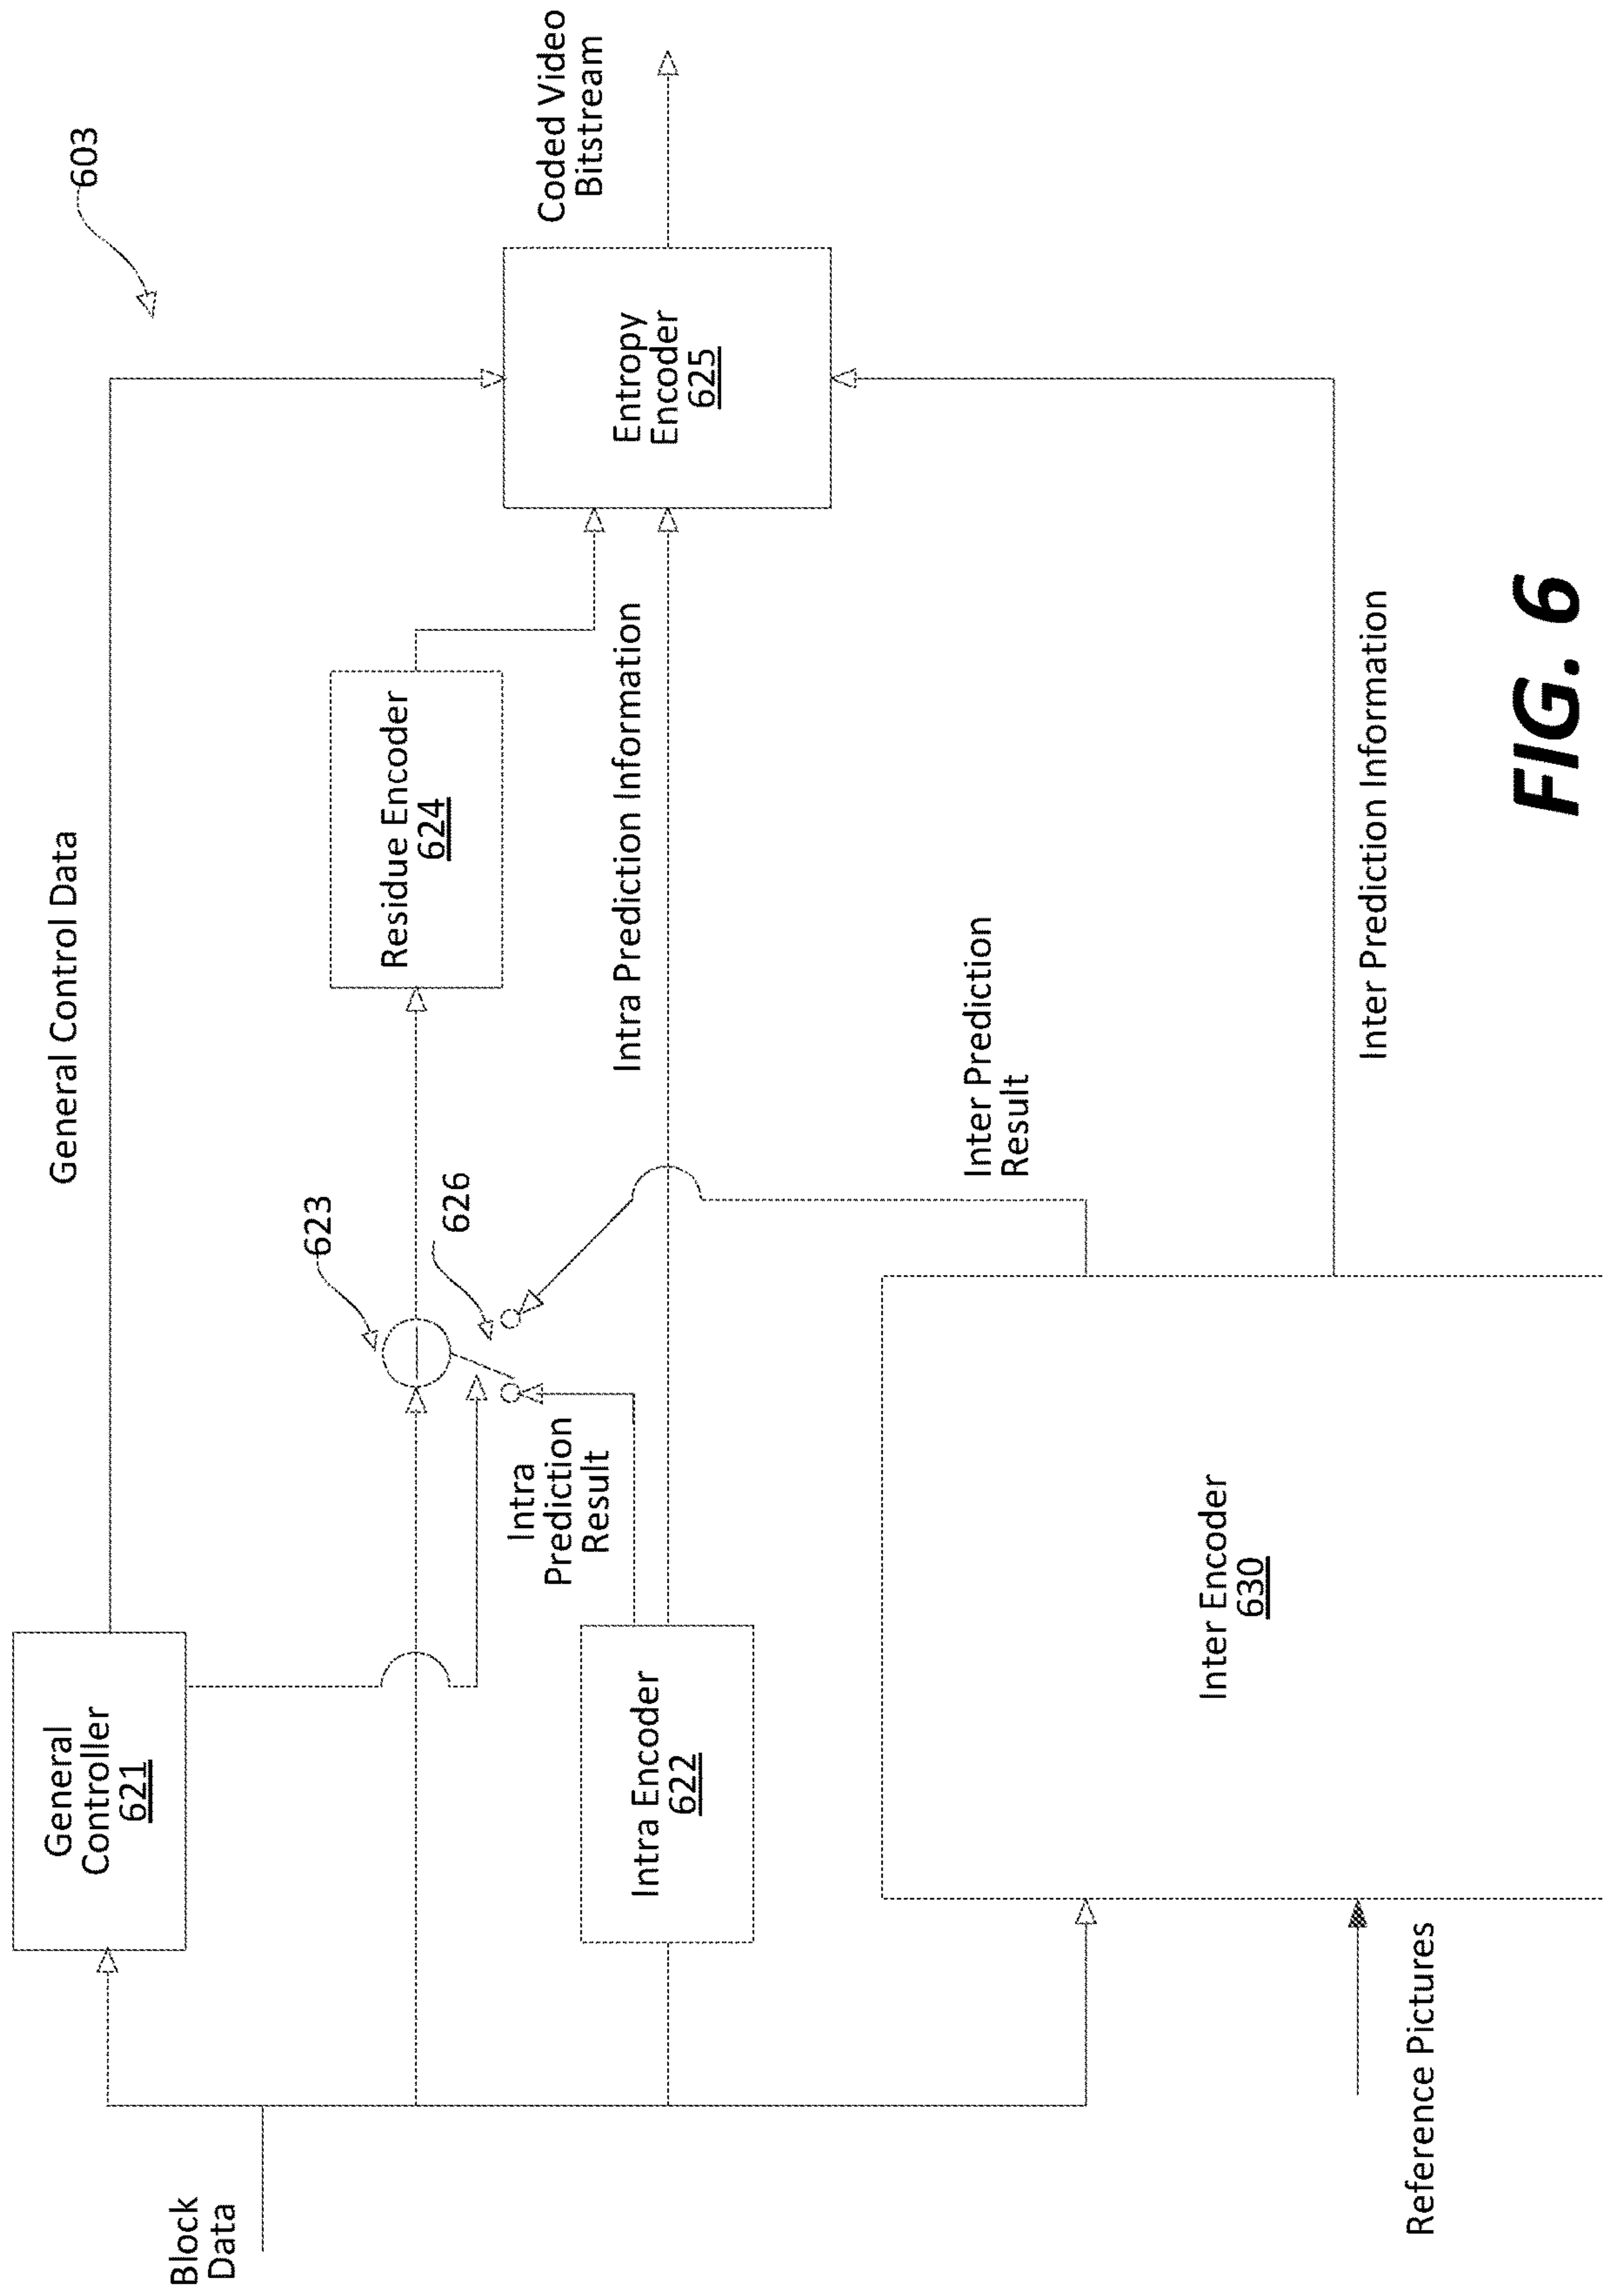 603
General Control Data
General
Controller
621
Block
Data
623
626
Residue Encoder
624
Coded Video
Bitstream
Entropy
Encoder
625
Intra
Prediction
Result
Intra Prediction Information
Intra Encoder
622
Inter Prediction
Result
Inter Encoder
630
Inter Prediction Information
Reference Pictures
FIG. 6